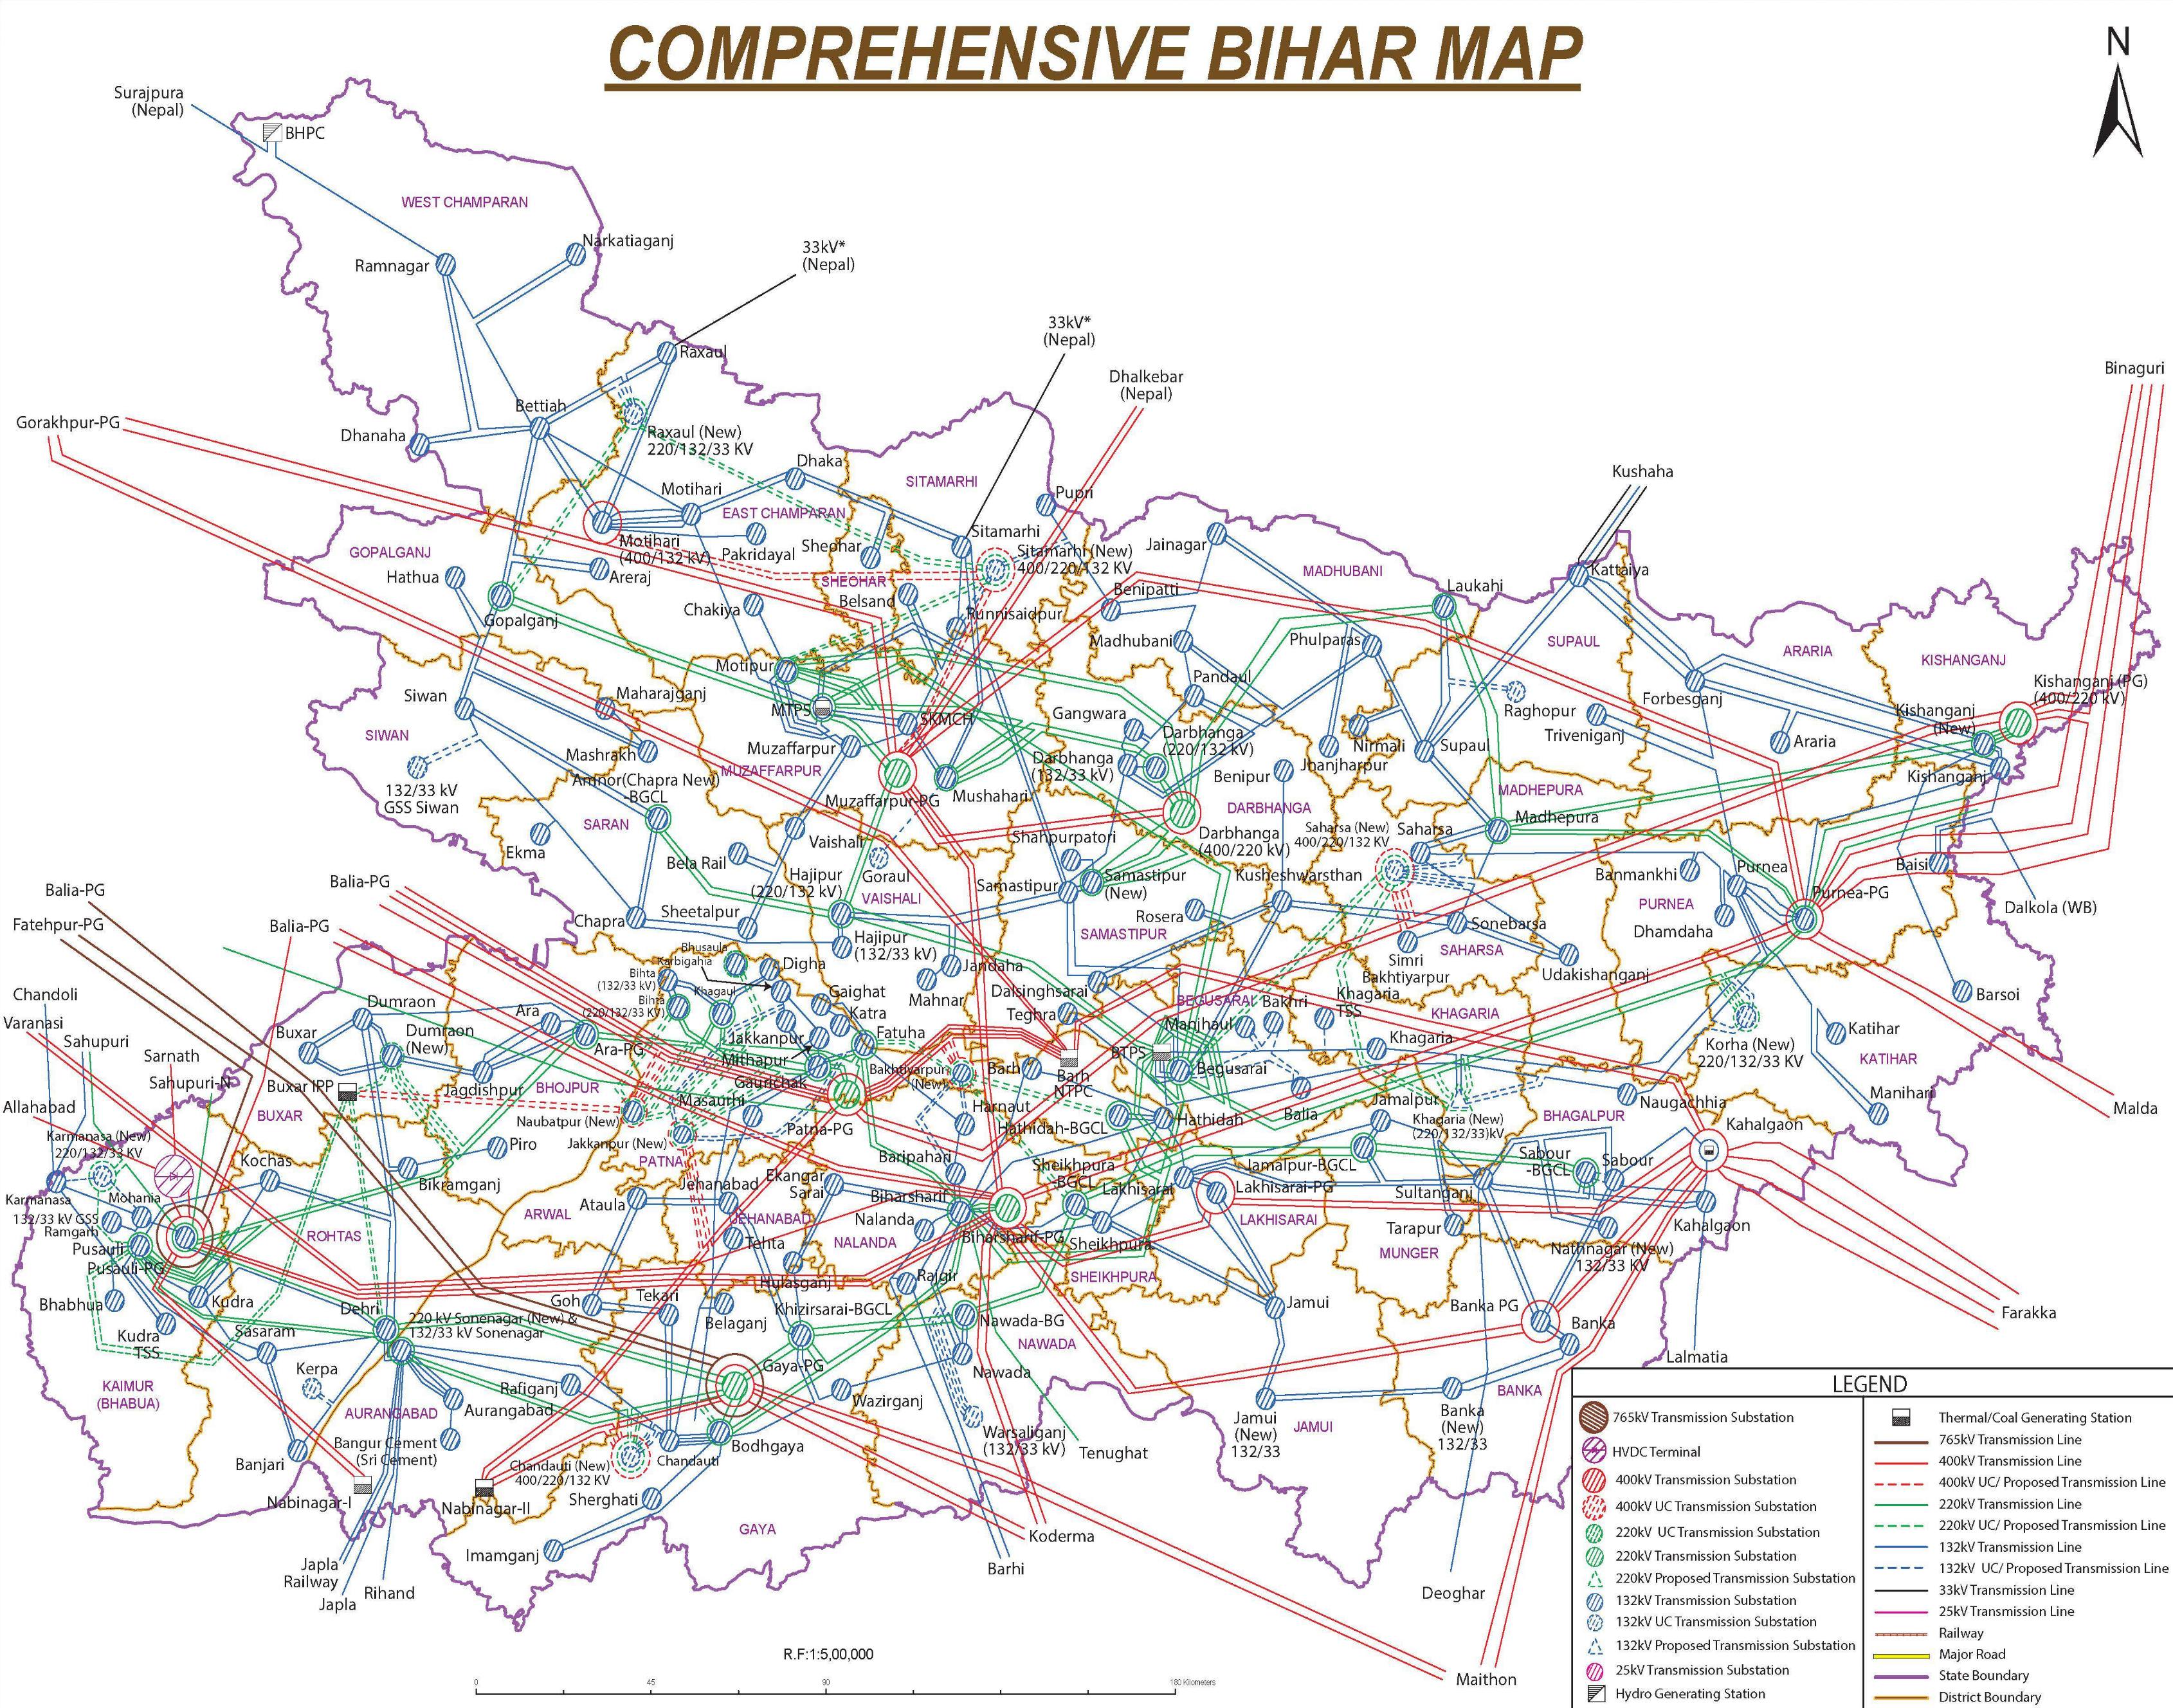 COMPREHENSIVE BIHAR MAP
N
Surajpura
(Nepal)
BHPC
WEST CHAMPARAN
Narkatiaganj
Ramnagar
33kV*
(Nepal)
33kV*
(Nepal)
Raxaul
Dhalkebar
(Nepal)
Binaguri
Gorakhpur-PG
Bettiah
Dhanaha
Raxaul (New)
220/132/33 KV
Dhaka
SITAMARHI
Kushaha
Motihari
EAST CHAMPARAN
Pupri
Motihari
(400/132 kV)
Pakridayal
Sheohar
Sitamarhi
Sitamarhi (New)
400/220/132 KV
Jainagar
GOPALGANJ
Hathua
Areraj
SHEOHAR
Belsand
MADHUBANI
Kattaiya
Laukahi
Benipatti
Chakiya
Runnisaidpur
Gopalganj
Madhubani
Phulparas
SUPAUL
ARARIA
KISHANGANJ
Motipur
Pandaul
Siwan
Maharajganj
MTPS
SKMCH
Gangwara
Raghopur
Triveniganj
Forbesganj
Kishanganj (PG)
(400/220 kV)
Kishanganj
(New)
SIWAN
Mashrakh
Muzaffarpur
MUZAFFARPUR
Darbhanga
(220/132 kV)
Darbhanga
(132/33 kV)
Benipur
Jhanjharpur
Nirmali
Supaul
Araria
Kishanganj
132/33 kV
GSS Siwan
Amnor(Chapra New)
-BGCL
Muzaffarpur-PG
Mushahari
DARBHANGA
MADHEPURA
Madhepura
SARAN
Ekma
Vaishali
Shahpurpatori
Darbhanga
(400/220 kV)
Saharsa (New)
400/220/132 KV
Saharsa
Bela Rail
Goraul
Hajipur
(220/132 kV)
VAISHALI
Samastipur
Samastipur
(New)
Kusheshwarsthan
Banmankhi
Purnea
Baisi
Purnea-PG
PURNEA
Dhamdaha
Dalkola (WB)
Balia-PG
Balia-PG
Fatehpur-PG
Balia-PG
Chapra
Sheetalpur
Rosera
SAMASTIPUR
Sonebarsa
SAHARSA
Simri
Bakhtiyarpur
Udakishanganj
Hajipur
(132/33 kV)
Bhusaula
Karbigahia
Digha
Jandaha
Bihta
(132/33 kV)
Mahnar
Dalsinghsarai
Khagaul
Bihta
(220/132/33 KV)
Gaighat
Katra
Barsoi
Chandoli
Dumraon
Ara
Teghra
BEGUSARAI
Bakhri
Khagaria
TSS
KHAGARIA
Varanasi
Sahupuri
Buxar
Dumraon
(New)
Ara-PG
Jakkanpur
Fatuha
Mithapur
Manjhaul
Khagaria
Katihar
KATIHAR
Korha (New)
220/132/33 KV
Sarnath
Sahupuri-N
Buxar IPP
Jagdishpur
BHOJPUR
Gaurichak
Bakhtiyarpur
(New)
Barh
Barh
NTPC
BTPS
Begusarai
Allahabad
BUXAR
Masaurhi
Naubatpur (New)
Patna-PG
Harnaut
Hathidah-BGCL
Hathidah
Balia
Jamalpur
Khagaria (New)
(220/132/33)kV
Naugachhia
BHAGALPUR
Manihari
Malda
Kahalgaon
Karmanasa (New)
220/132/33 KV
Piro
Jakkanpur (New)
PATNA
Kochas
Bikramganj
Baripahari
Sheikhpura
-BGCL
Jamalpur-BGCL
Sabour
-BGCL
Sabour
Karmanasa
132/33 kV GSS
Ramgarh
Mohania
Ataula
Jehanabad
Ekangar
Sarai
Biharsharif
Lakhisarai
Lakhisarai-PG
Sultanganj
ARWAL
JEHANABAD
Nalanda
LAKHISARAI
Tarapur
Kahalgaon
Pusauli
Pusauli-PG
ROHTAS
Tehta
NALANDA
Biharsharif-PG
Sheikhpura
MUNGER
Nathnagar (New)
132/33 KV
Hulasganj
Rajgir
SHEIKHPURA
Bhabhua
Kudra
Dehri
Goh
Tekari
Belaganj
Khizirsarai-BGCL
Jamui
Banka PG
Banka
Farakka
220 kV Sonenagar (New) &
132/33 kV Sonenagar
Nawada-BG
NAWADA
Kudra
TSS
Sasaram
Kerpa
Gaya-PG
Nawada
Lalmatia
KAIMUR
(BHABUA)
Rafiganj
AURANGABAD
Aurangabad
Wazirganj
BANKA
Jamui
(New)
132/33
JAMUI
Banka
(New)
132/33
Bangur Cement
(Sri Cement)
Warsaliganj
(132/33 kV)
Tenughat
Banjari
Bodhgaya
Chandauti
Chandauti (New)
400/220/132 KV
Nabinagar-I
Nabinagar-II
Sherghati
GAYA
Koderma
Imamganj
Barhi
Japla
Railway
Japla
Rihand
Deoghar
Maithon
R.F:1:5,00,000
0 45 90 180 Kilometers
LEGEND
765kV Transmission Substation
HVDC Terminal
400kV Transmission Substation
400kV UC Transmission Substation
220kV UC Transmission Substation
220kV Transmission Substation
220kV Proposed Transmission Substation
132kV Transmission Substation
132kV UC Transmission Substation
132kV Proposed Transmission Substation
25kV Transmission Substation
Hydro Generating Station
Thermal/Coal Generating Station
765kV Transmission Line
400kV Transmission Line
400kV UC/ Proposed Transmission Line
220kV Transmission Line
220kV UC/ Proposed Transmission Line
132kV Transmission Line
132kV UC/ Proposed Transmission Line
33kV Transmission Line
25kV Transmission Line
Railway
Major Road
State Boundary
District Boundary